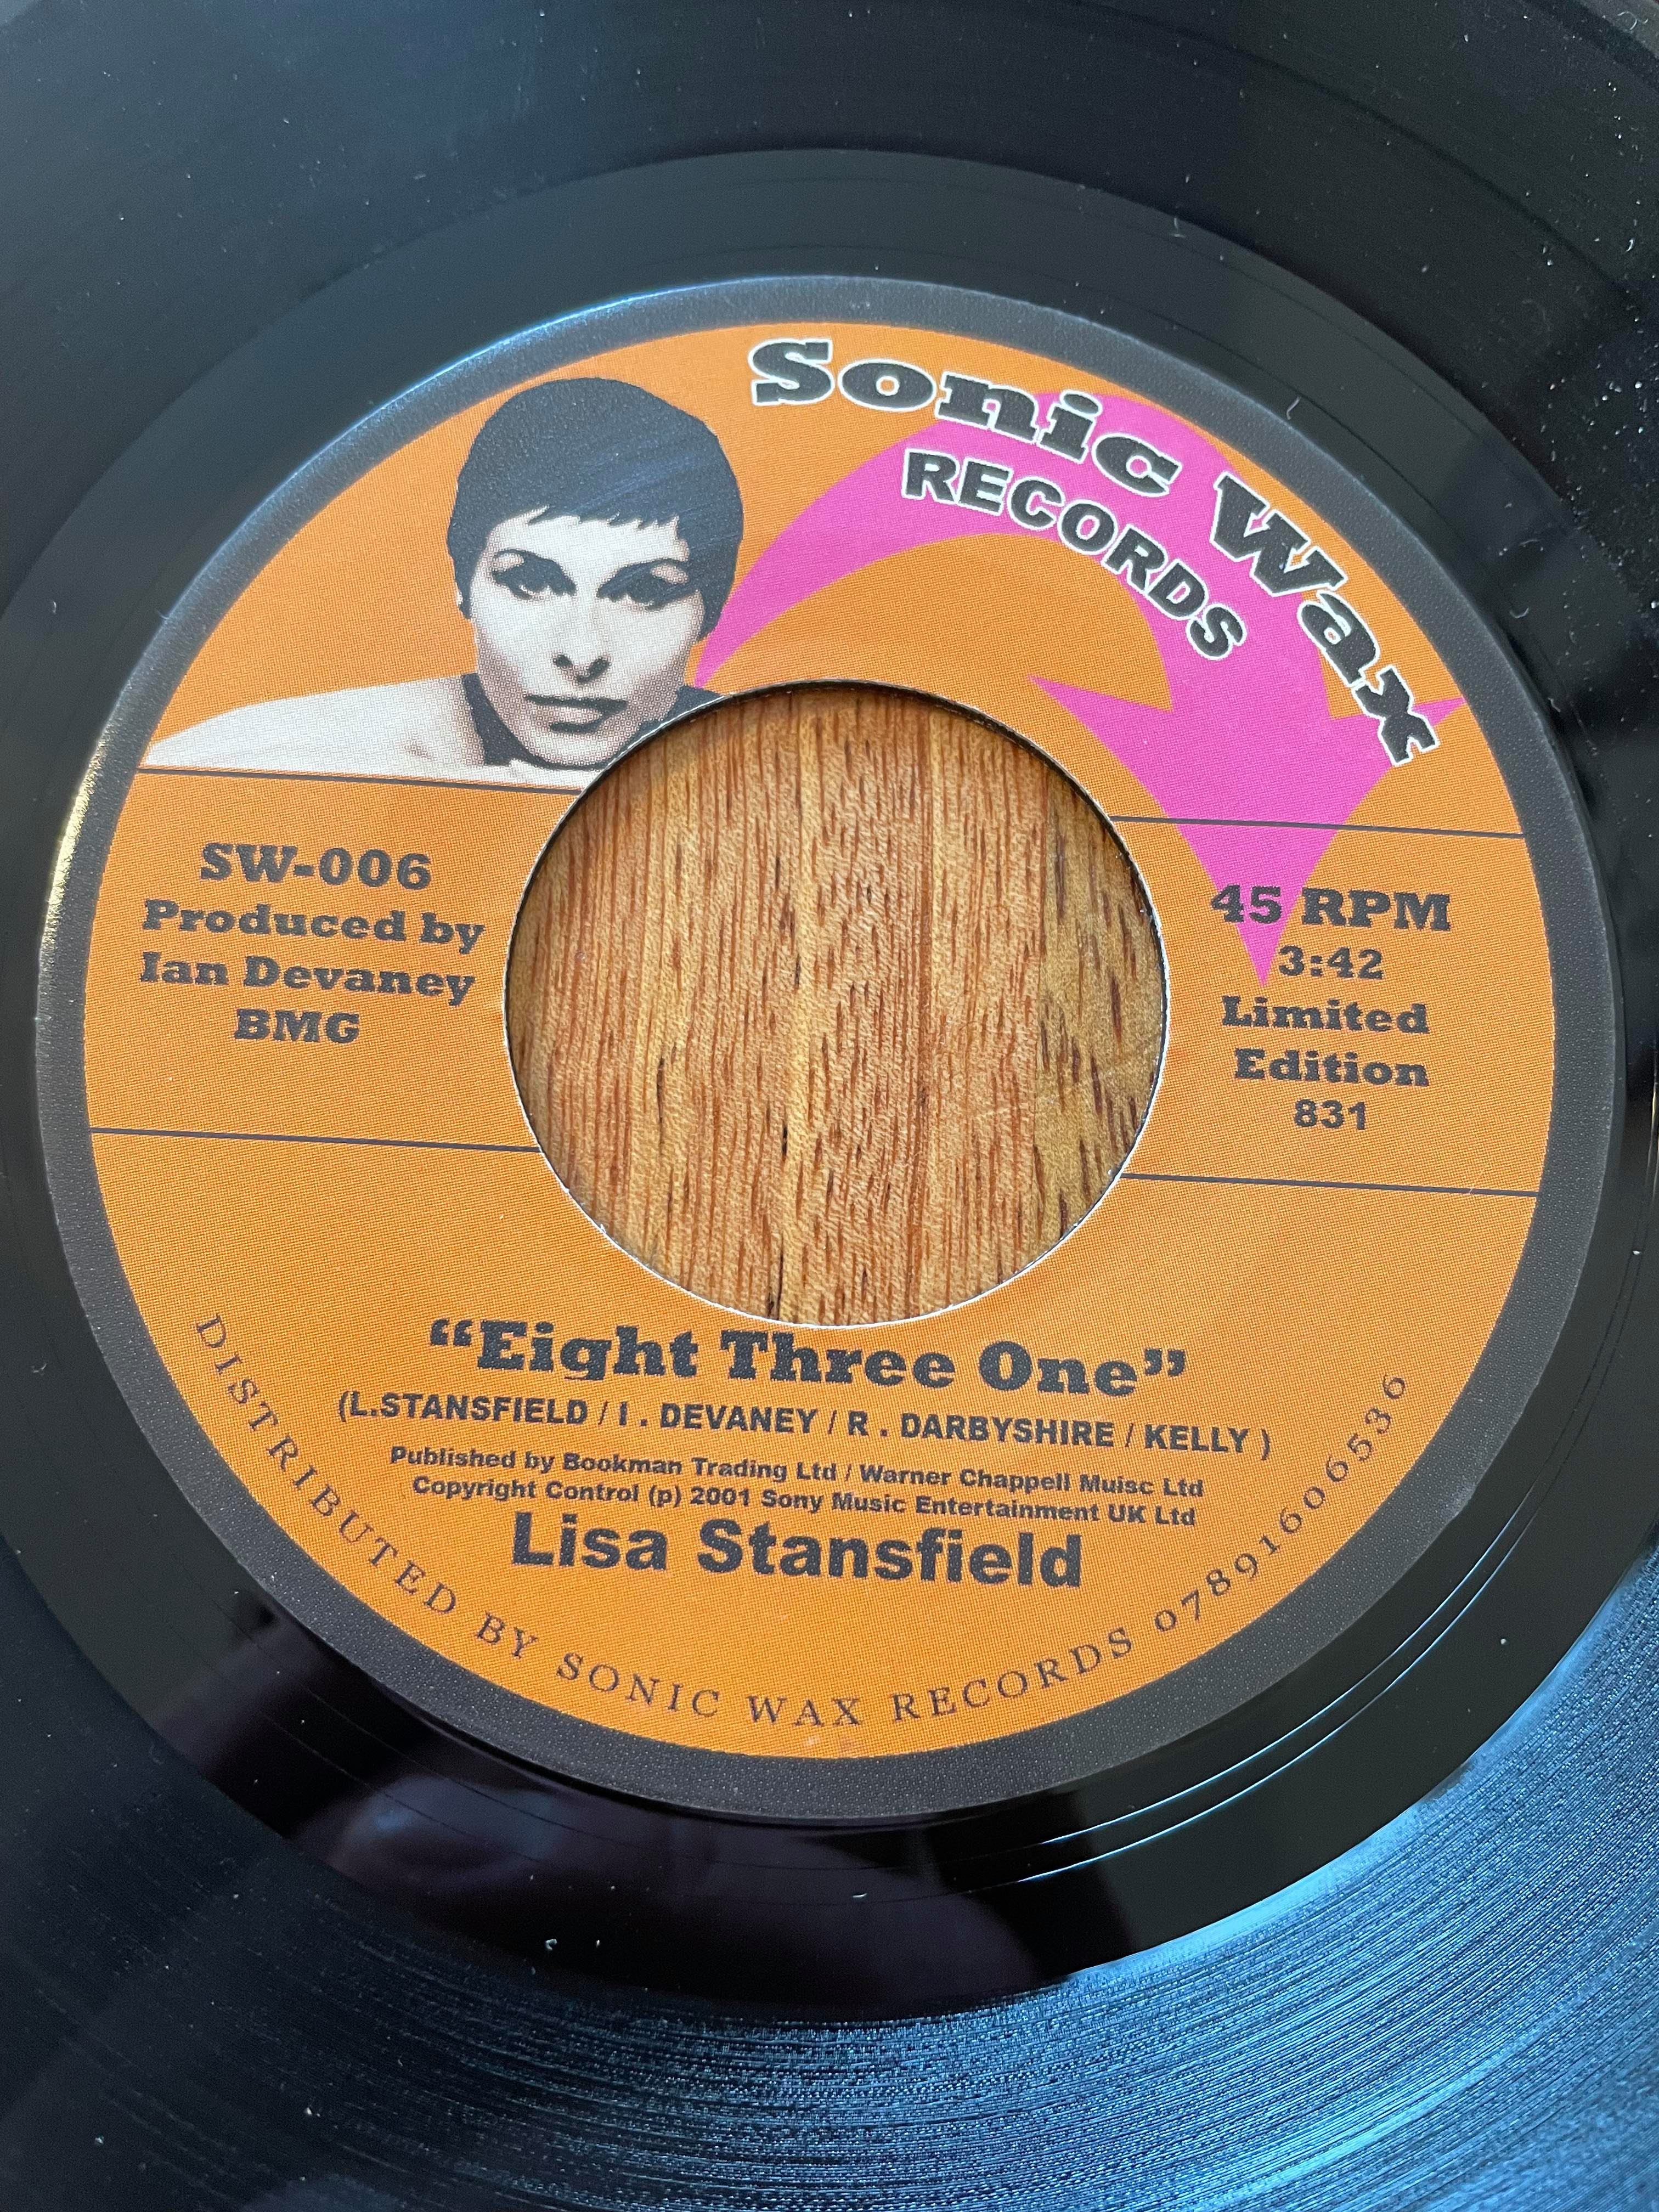 Sonic Wax
RECORDS
SW-006
Produced by
Ian Devaney
BMG
45 RPM
3:42
Limited
Edition
831
“Eight Three One”
(L.STANSFIELD / I . DEVANEY / R . DARBYSHIRE / KELLY )
Published by Bookman Trading Ltd / Warner Chappell Muisc Ltd
Copyright Control (p) 2001 Sony Music Entertainment UK Ltd
Lisa Stansfield
DISTRIBUTED BY SONIC WAX RECORDS 07891606536